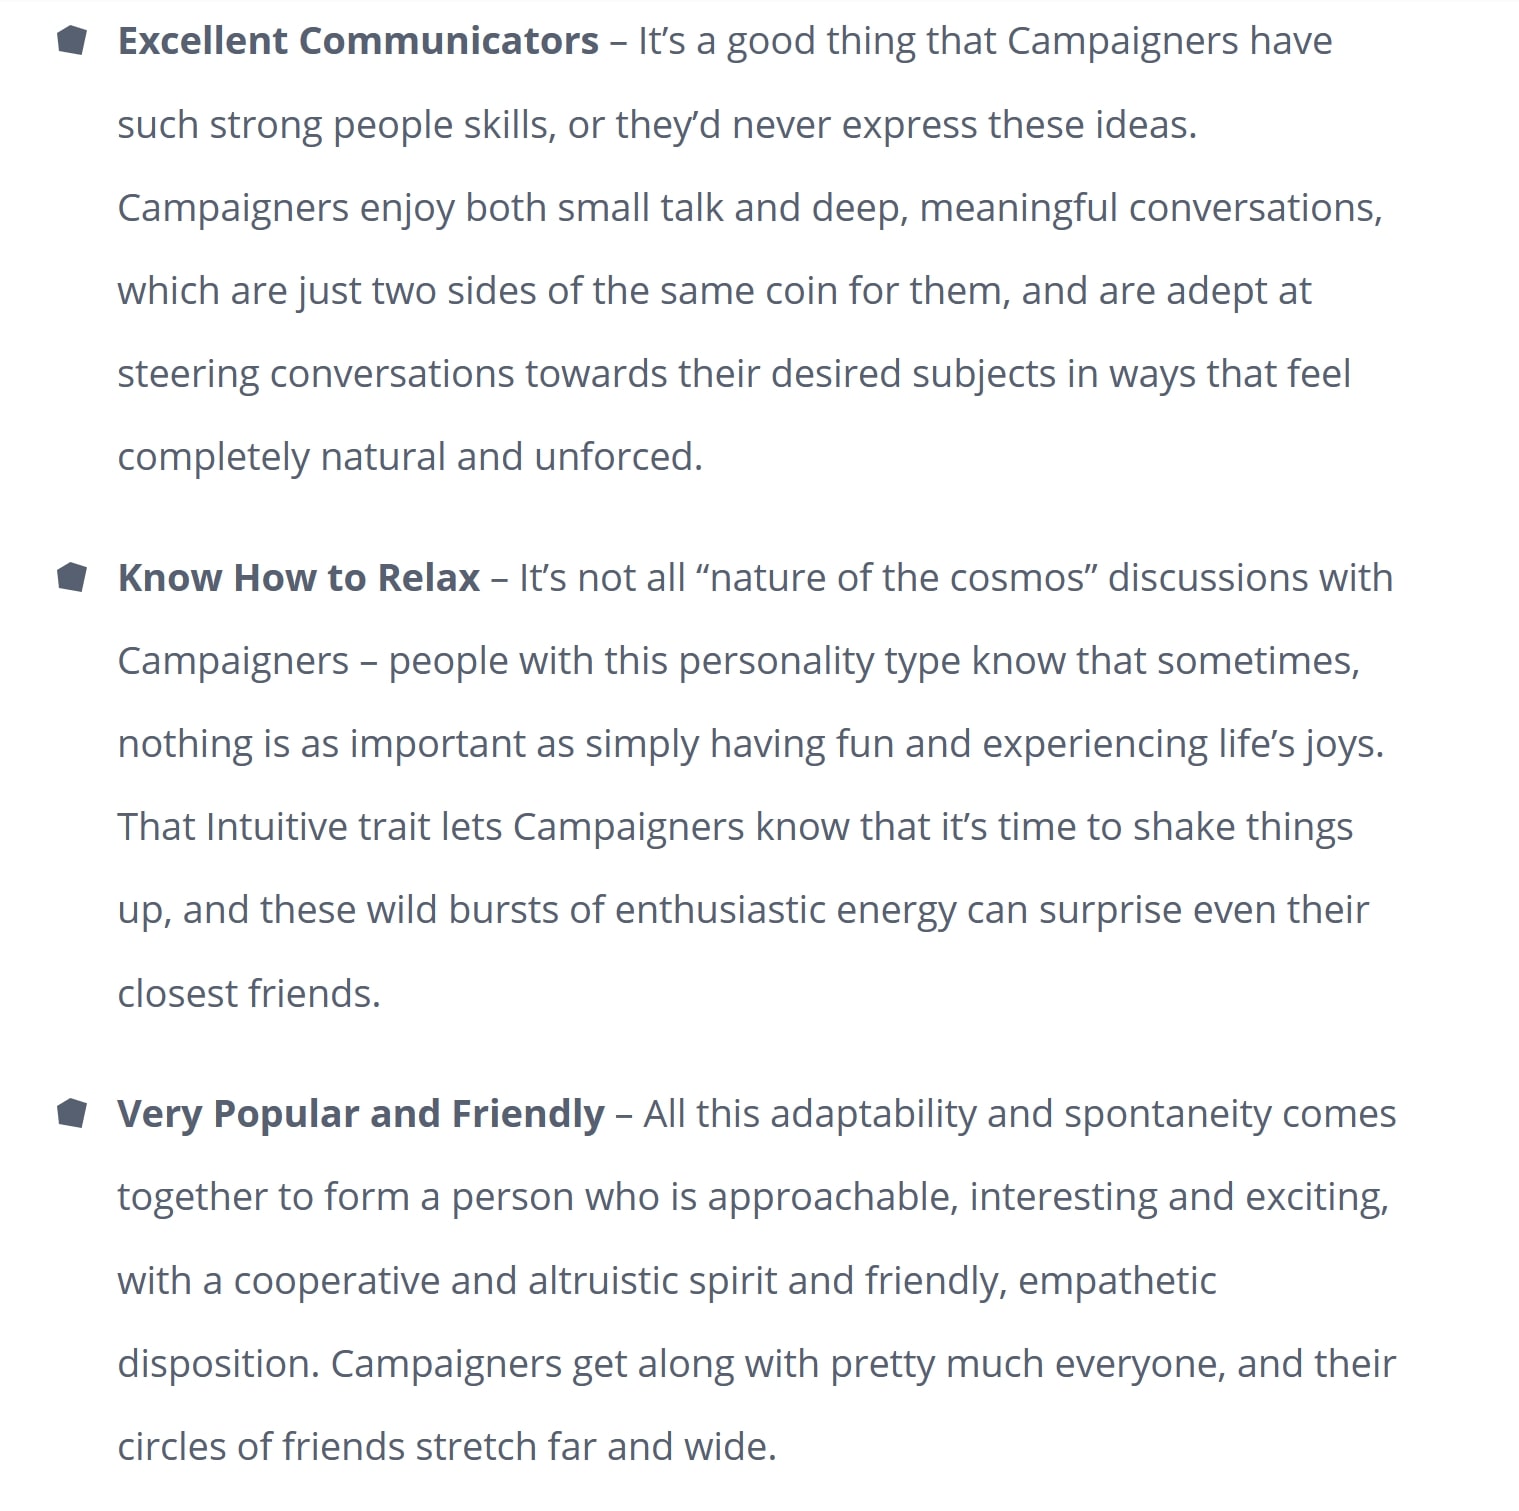 Excellent Communicators – It’s a good thing that Campaigners have
such strong people skills, or they’d never express these ideas.
Campaigners enjoy both small talk and deep, meaningful conversations,
which are just two sides of the same coin for them, and are adept at
steering conversations towards their desired subjects in ways that feel
completely natural and unforced.
Know How to Relax – It’s not all “nature of the cosmos” discussions with
Campaigners – people with this personality type know that sometimes,
nothing is as important as simply having fun and experiencing life’s joys.
That Intuitive trait lets Campaigners know that it’s time to shake things
up, and these wild bursts of enthusiastic energy can surprise even their
closest friends.
Very Popular and Friendly – All this adaptability and spontaneity comes
together to form a person who is approachable, interesting and exciting,
with a cooperative and altruistic spirit and friendly, empathetic
disposition. Campaigners get along with pretty much everyone, and their
circles of friends stretch far and wide.